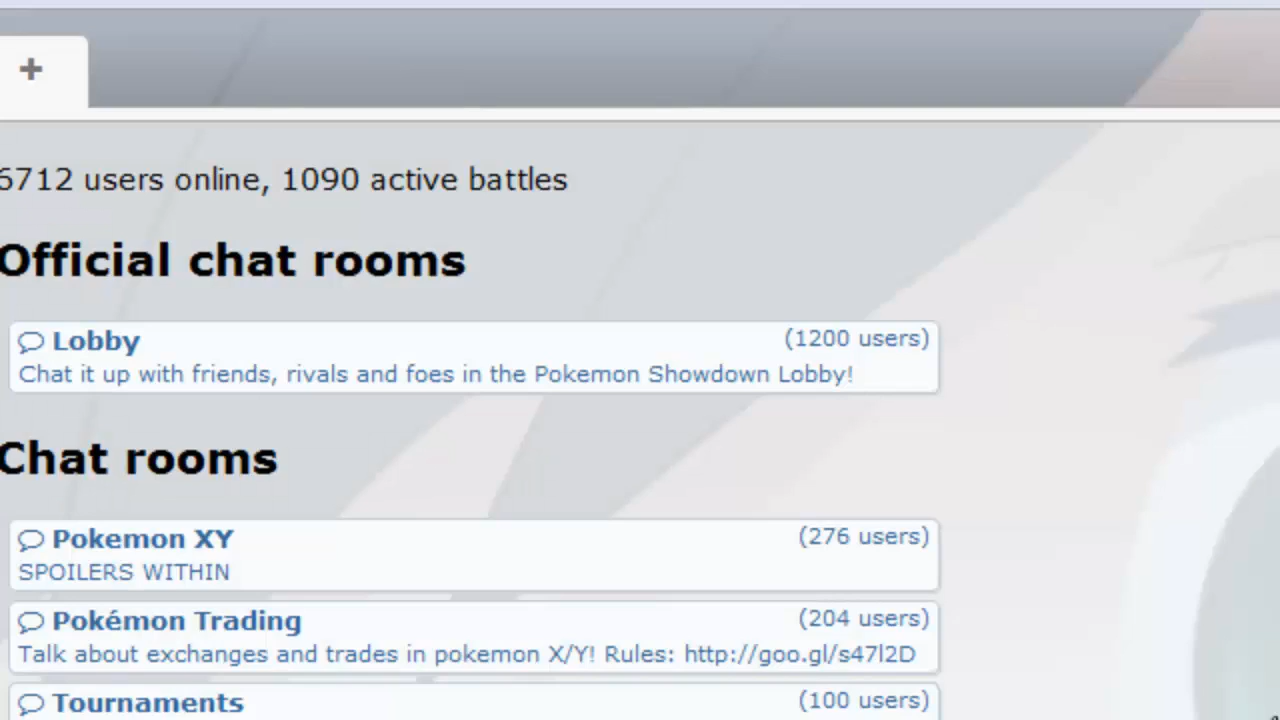 6712 users online, 1090 active battles
Official chat rooms
Lobby (1200 users)
Chat it up with friends, rivals and foes in the Pokemon Showdown Lobby!
Chat rooms
Pokemon XY (276 users)
SPOILERS WITHIN
Pokémon Trading (204 users)
Talk about exchanges and trades in pokemon X/Y! Rules: http://goo.gl/s47l2D
Tournaments (100 users)